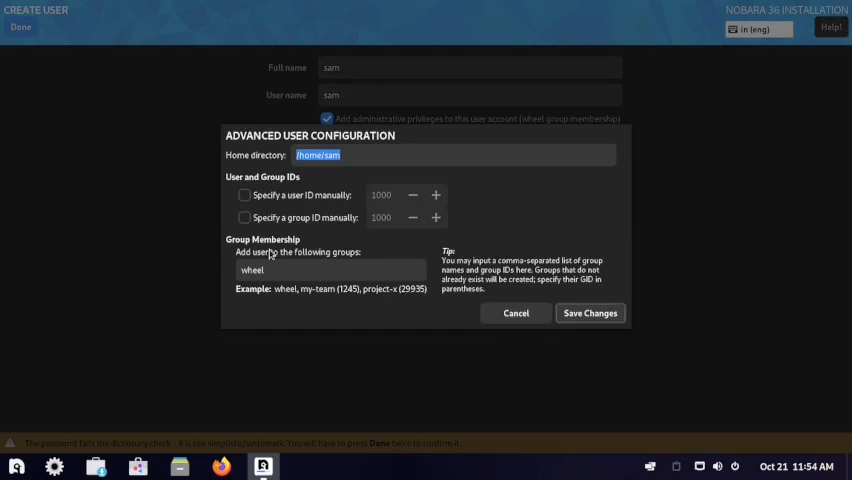 CREATE USER
NOBARA 36 INSTALLATION
Done
in (eng)
Help!
Full name
sam
User name
sam
Add administrative privileges to this user account (wheel group membership)
ADVANCED USER CONFIGURATION
Home directory:
/home/sam
User and Group IDs
Specify a user ID manually:
1000
Specify a group ID manually:
1000
Group Membership
Add user to the following groups:
wheel
Example: wheel, my-team (1245), project-x (29935)
Tip:
You may input a comma-separated list of group
names and group IDs here. Groups that do not
already exist will be created; specify their GID in
parentheses.
Cancel
Save Changes
The password fails the dictionary check - it is too simplistic/systematic You will have to press Done twice to confirm it.
Oct 21 11:54 AM